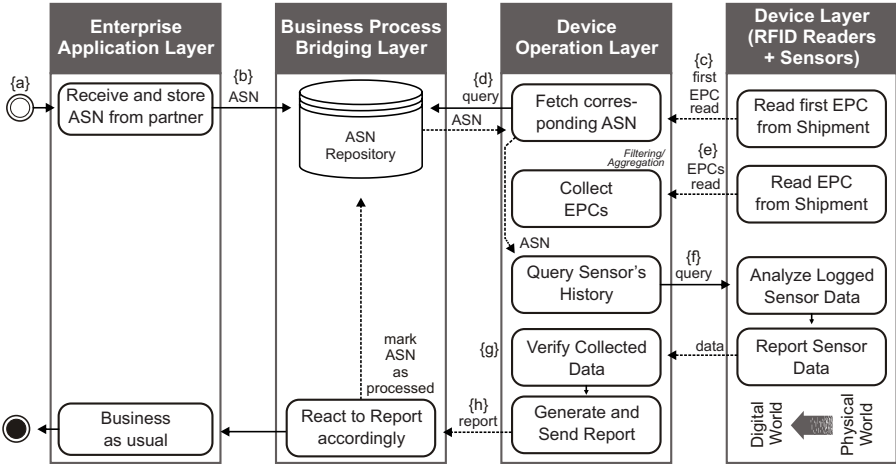 Enterprise
Application Layer
Business Process
Bridging Layer
Device
Operation Layer
Device Layer
(RFID Readers
+ Sensors)
{a}
Receive and store
ASN from partner
{b}
ASN
ASN
Repository
{d}
query
ASN
Fetch corres-
ponding ASN
{c}
first
EPC
read
Read first EPC
from Shipment
Filtering/
Aggregation
Collect
EPCs
{e}
EPCs
read
Read EPC
from Shipment
ASN
Query Sensor's
History
{f}
query
Analyze Logged
Sensor Data
mark
ASN
as
processed
{g}
Verify Collected
Data
data
Report Sensor
Data
Business
as usual
React to Report
accordingly
{h}
report
Generate and
Send Report
Digital
World
Physical
World